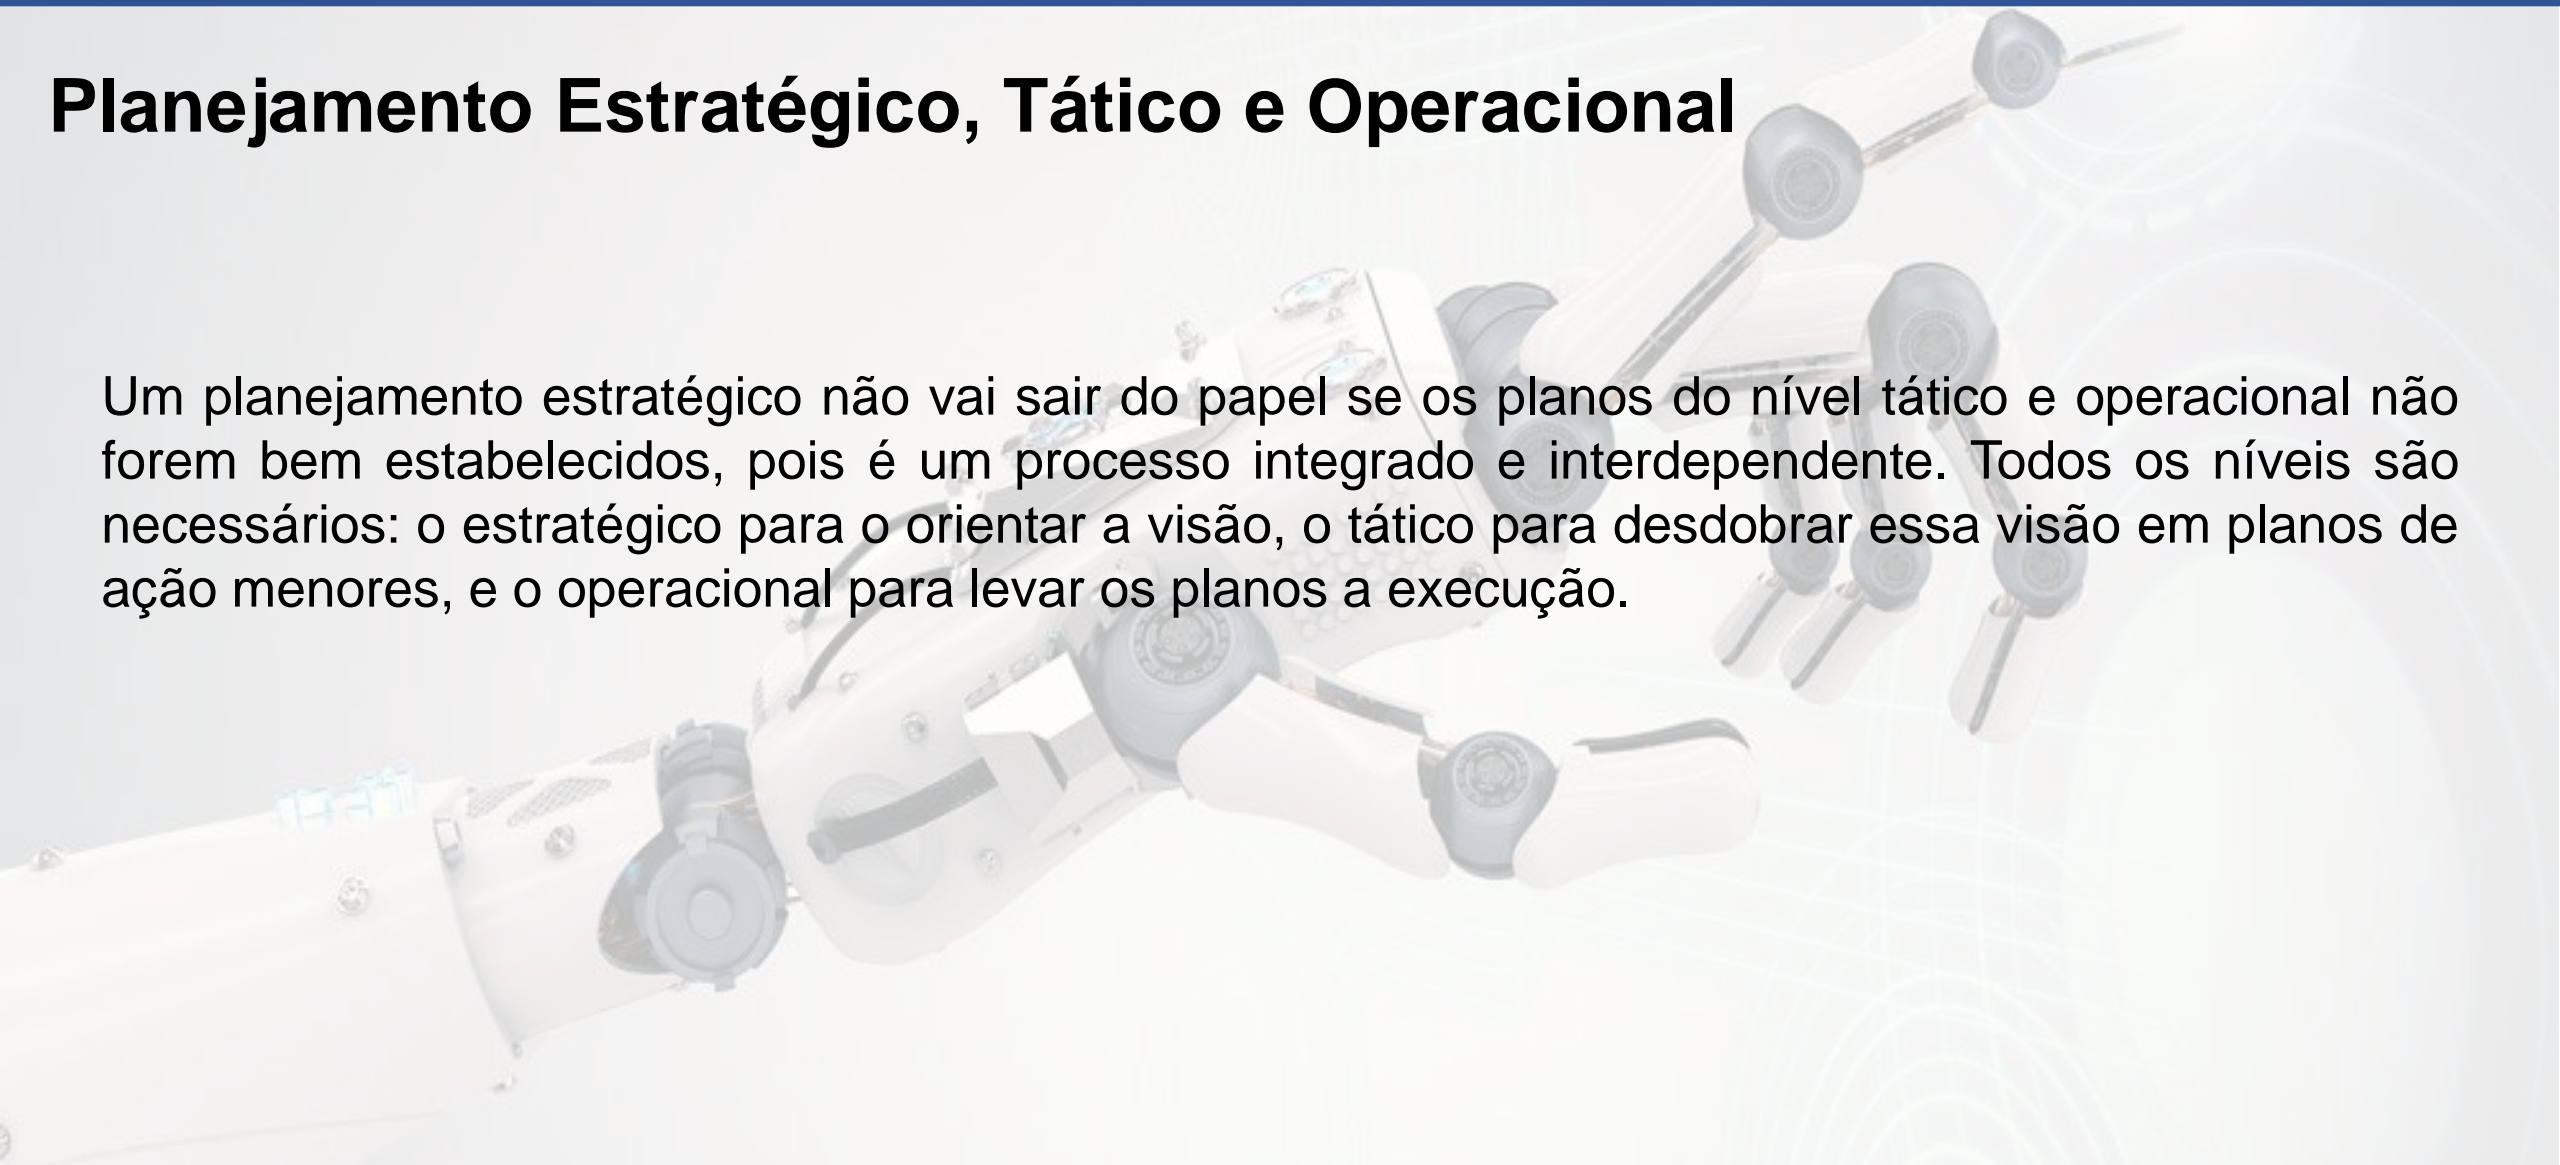 Planejamento Estratégico, Tático e Operacional
Um planejamento estratégico não vai sair do papel se os planos do nível tático e operacional não
forem bem estabelecidos, pois é um processo integrado e interdependente. Todos os níveis são
necessários: o estratégico para o orientar a visão, o tático para desdobrar essa visão em planos de
ação menores, e o operacional para levar os planos a execução.